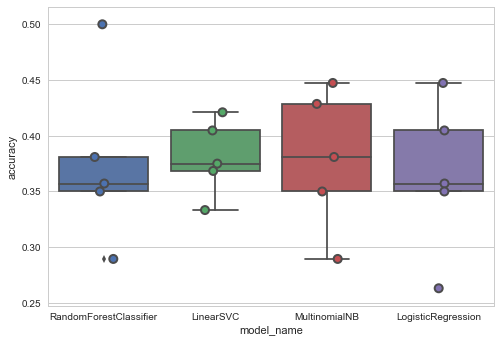 0.50
0.45
0.40
0.35
0.30
0.25
accuracy
RandomForestClassifier LinearSVC MultinomialNB LogisticRegression
model_name